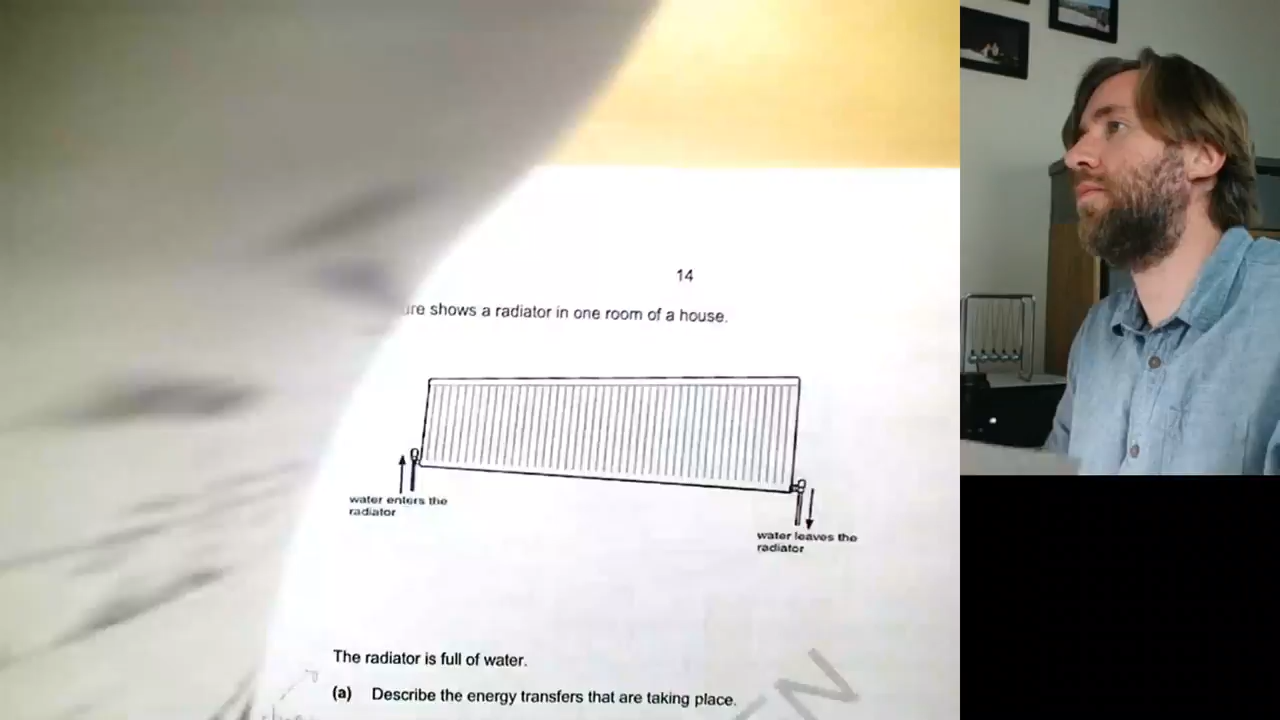 14
ure shows a radiator in one room of a house.
water enters the
radiator
water leaves the
radiator
The radiator is full of water.
(a) Describe the energy transfers that are taking place.